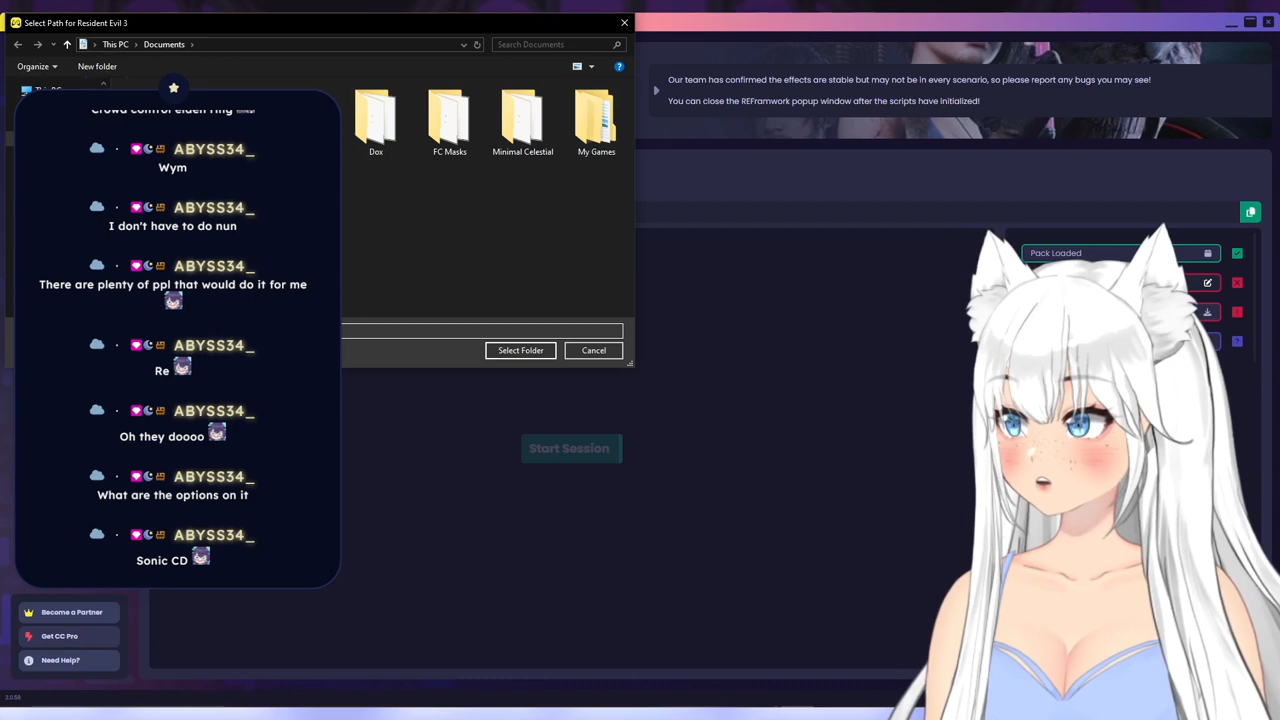 Select Path for Resident Evil 3
This PC > Documents >
Search Documents
Organize
New folder
Our team has confirmed the effects are stable but may not be in every scenario, so please report any bugs you may see!
You can close the REFramwork popup window after the scripts have initialized!
Dox
FC Masks
Minimal Celestial
My Games
Crowd control elden ring
ABYSS34_
Wym
ABYSS34_
I don't have to do nun
ABYSS34_
There are plenty of ppl that would do it for me
ABYSS34_
Re
ABYSS34_
Oh they doooo
ABYSS34_
What are the options on it
ABYSS34_
Sonic CD
Select Folder
Cancel
Pack Loaded
Start Session
Become a Partner
Get CC Pro
Need Help?